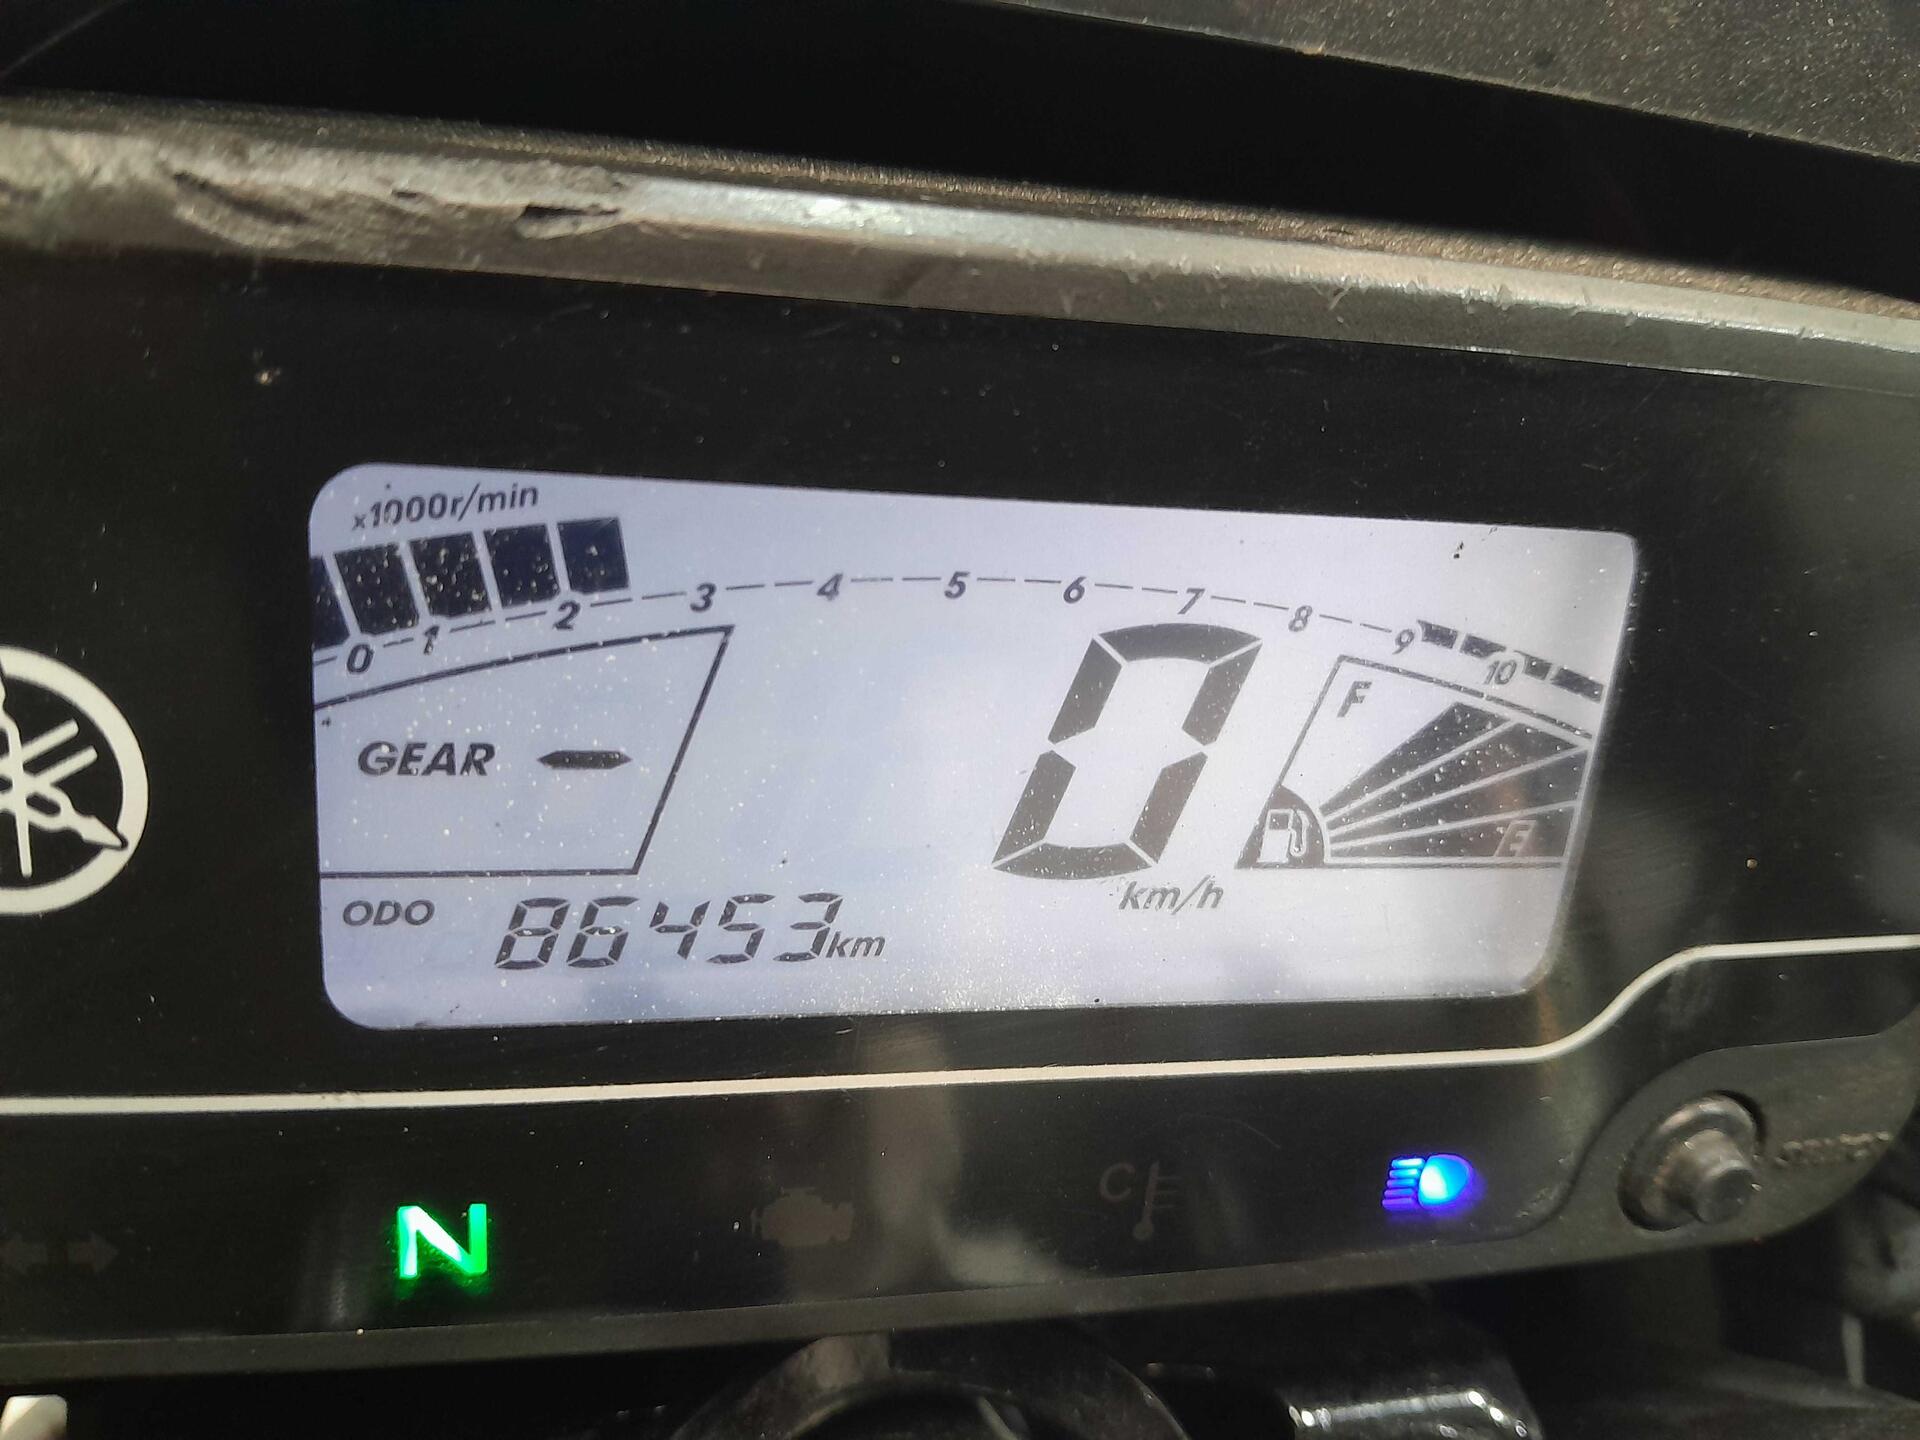 x1000r/min
0 1 2 3 4 5 6 7 8 9 10
GEAR -
0
km/h
F
E
ODO 86453km
N
C